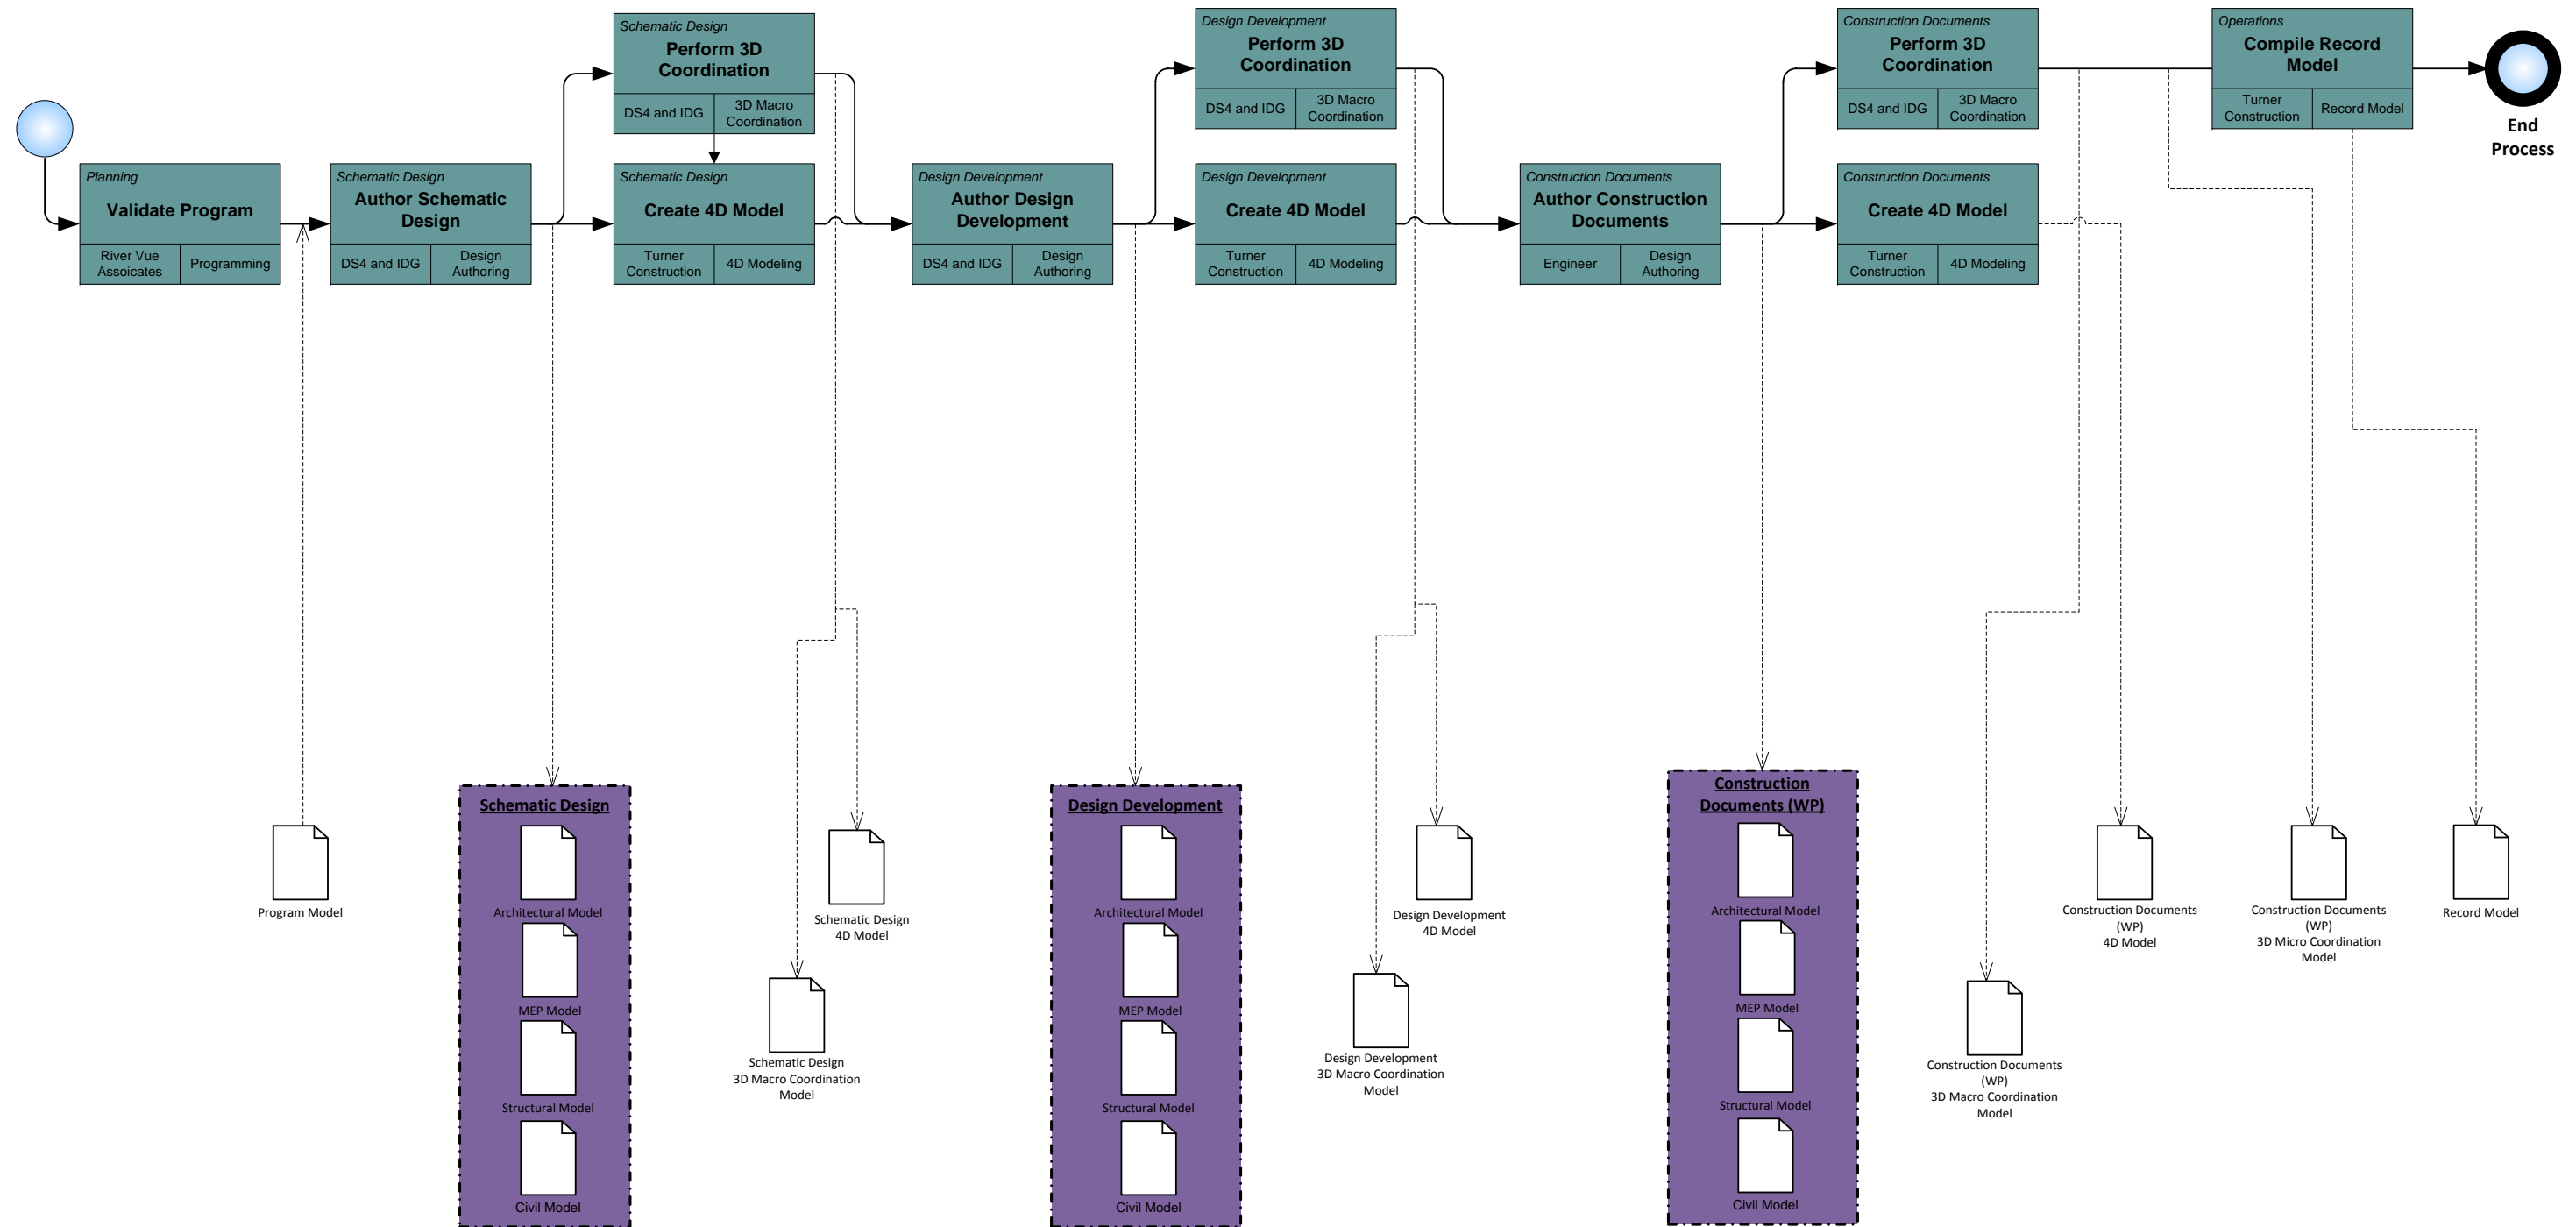 Schematic Design
Perform 3D
Coordination
DS4 and IDG
3D Macro
Coordination
Design Development
Perform 3D
Coordination
DS4 and IDG
3D Macro
Coordination
Construction Documents
Perform 3D
Coordination
DS4 and IDG
3D Macro
Coordination
Operations
Compile Record
Model
Turner
Construction
Record Model
End
Process
Planning
Validate Program
River Vue
Assoicates
Programming
Schematic Design
Author Schematic
Design
DS4 and IDG
Design
Authoring
Schematic Design
Create 4D Model
Turner
Construction
4D Modeling
Design Development
Author Design
Development
DS4 and IDG
Design
Authoring
Design Development
Create 4D Model
Turner
Construction
4D Modeling
Construction Documents
Author Construction
Documents
Engineer
Design
Authoring
Construction Documents
Create 4D Model
Turner
Construction
4D Modeling
Program Model
Schematic Design
Architectural Model
MEP Model
Structural Model
Civil Model
Schematic Design
4D Model
Schematic Design
3D Macro Coordination
Model
Design Development
Architectural Model
MEP Model
Structural Model
Civil Model
Design Development
4D Model
Design Development
3D Macro Coordination
Model
Construction
Documents (WP)
Architectural Model
MEP Model
Structural Model
Civil Model
Construction Documents
(WP)
3D Macro Coordination
Model
Construction Documents
(WP)
4D Model
Construction Documents
(WP)
3D Micro Coordination
Model
Record Model